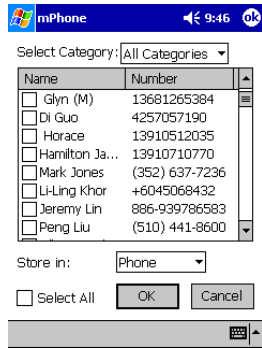 mPhone 9:46 ok
Select Category: All Categories
Name Number
Glyn (M) 13681265384
Di Guo 4257057190
Horace 13910512035
Hamilton Ja... 13910710770
Mark Jones (352) 637-7236
Li-Ling Khor +6045068432
Jeremy Lin 886-939786583
Peng Liu (510) 441-8600
Store in: Phone
Select All OK Cancel